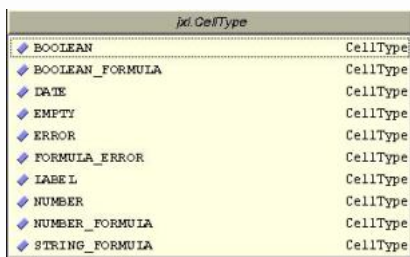 jxl.CellType
BOOLEAN CellType
BOOLEAN_FORMULA CellType
DATE CellType
EMPTY CellType
ERROR CellType
FORMULA_ERROR CellType
LABEL CellType
NUMBER CellType
NUMBER_FORMULA CellType
STRING_FORMULA CellType